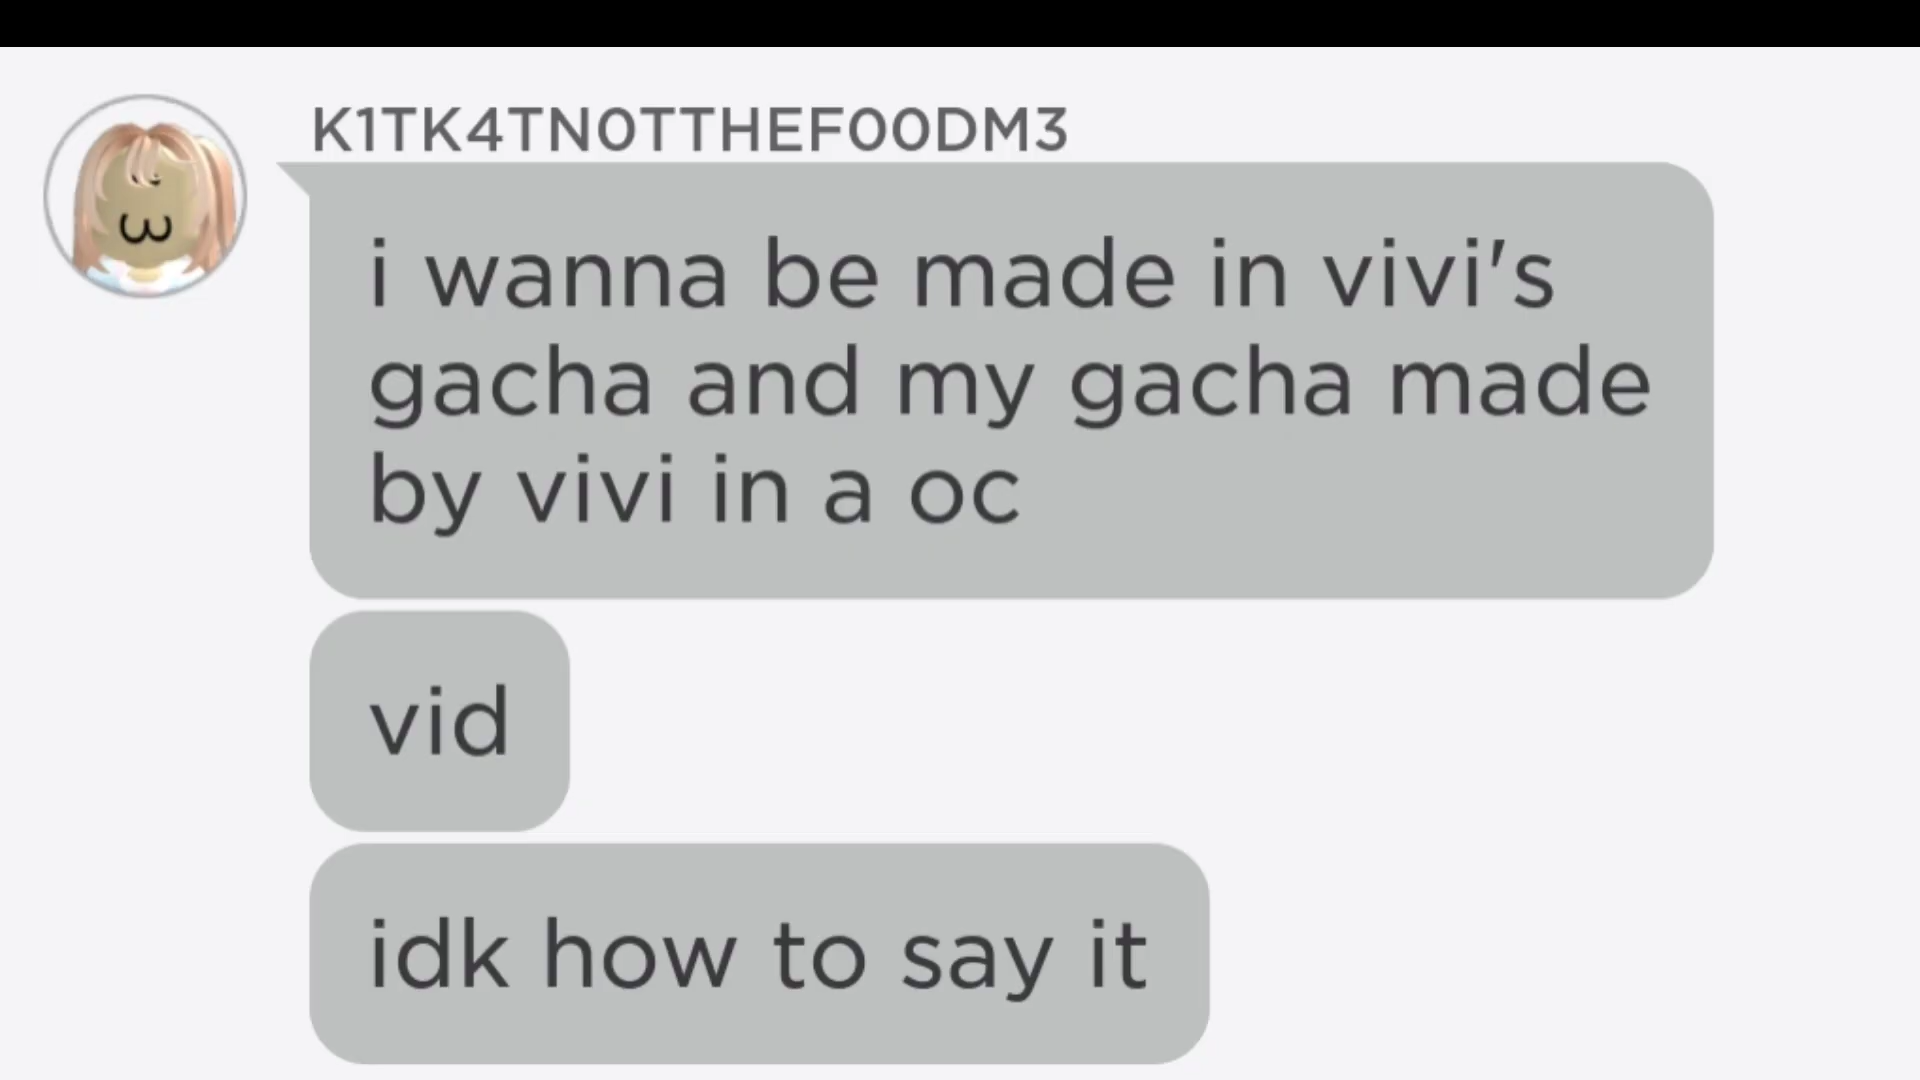 K1TK4TN0TTHEF00DM3
i wanna be made in vivi's
gacha and my gacha made
by vivi in a oc
vid
idk how to say it